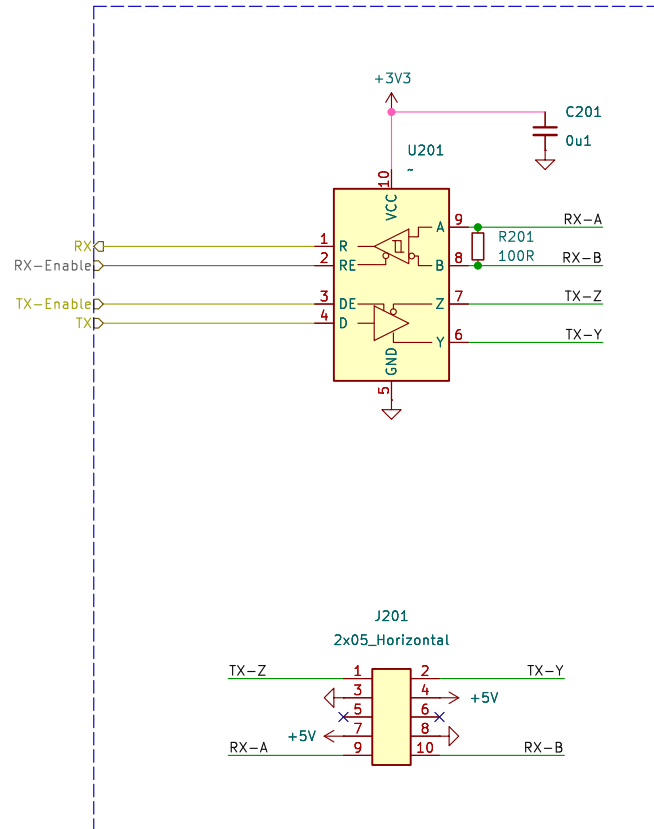 +3V3
C201
0u1
U201
~
10
VCC
RX
1
R
A
9
RX-A
R201
100R
RX-Enable
2
RE
B
8
RX-B
TX-Enable
3
DE
Z
7
TX-Z
TX
4
D
Y
6
TX-Y
GND
5
J201
2x05_Horizontal
TX-Z
1
2
TX-Y
3
4
+5V
5
6
+5V
7
8
RX-A
9
10
RX-B